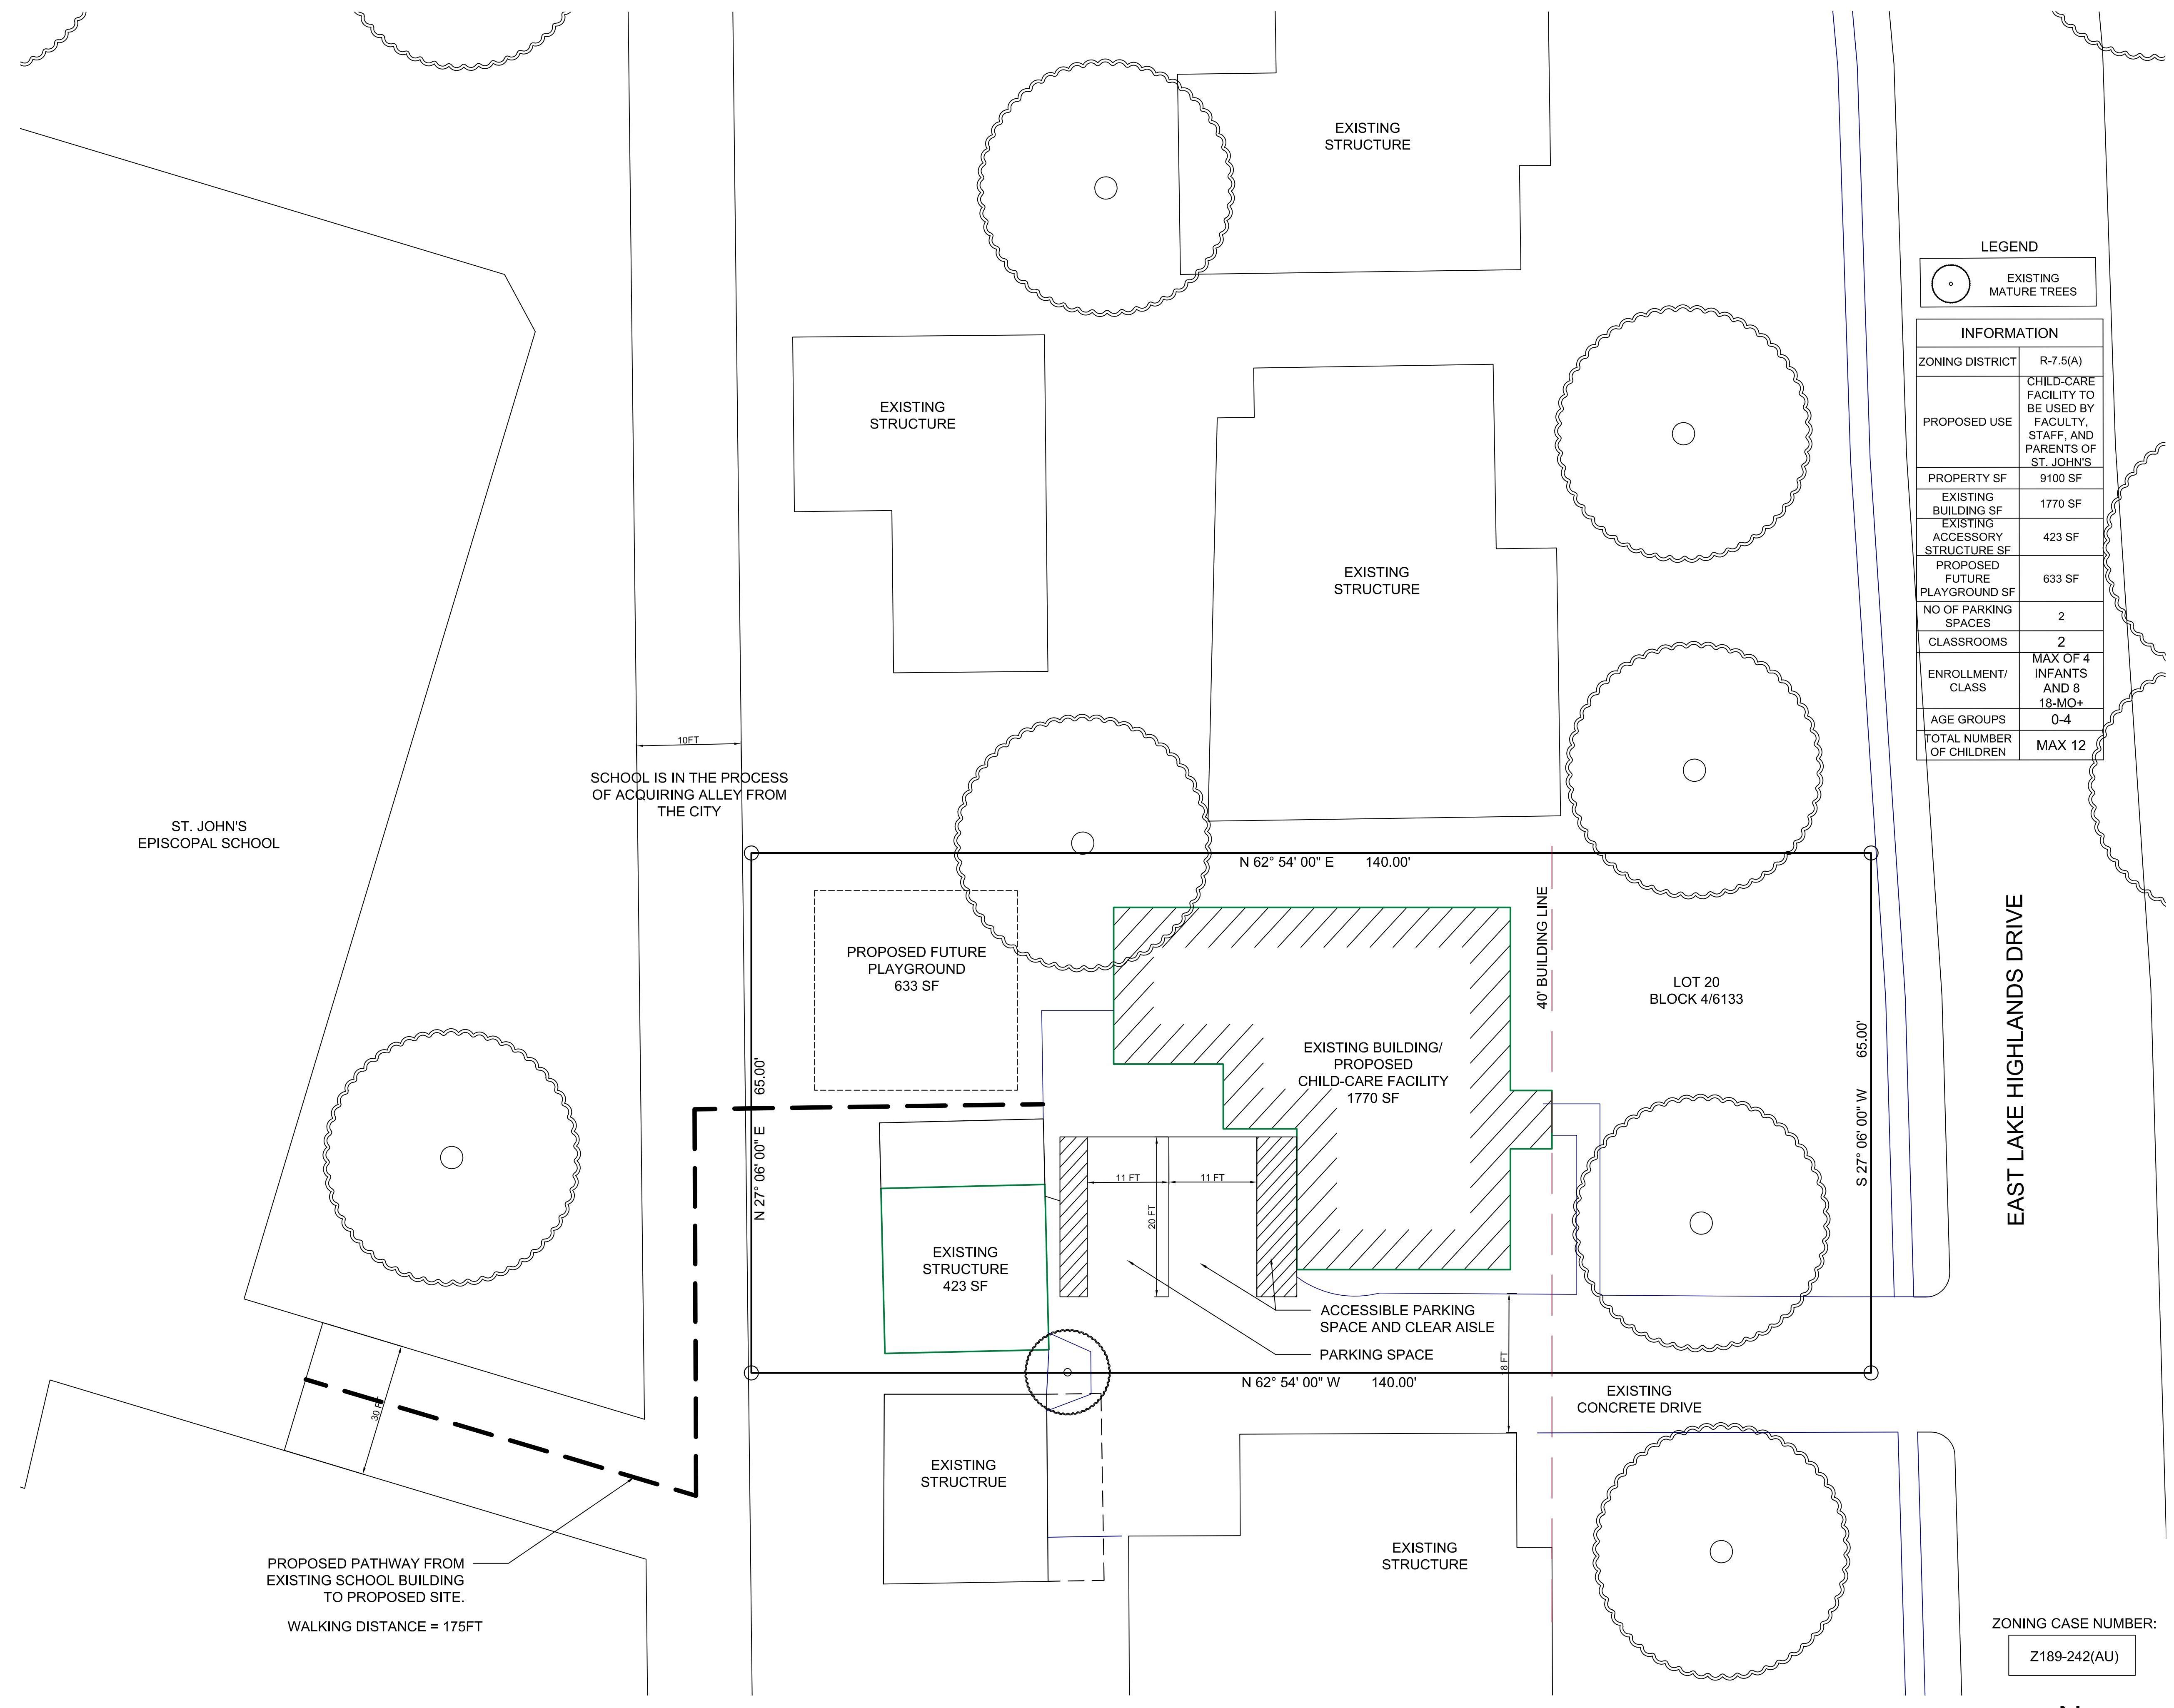 EXISTING
STRUCTURE
LEGEND
EXISTING
MATURE TREES
INFORMATION
ZONING DISTRICT R-7.5(A)
PROPOSED USE
CHILD-CARE
FACILITY TO
BE USED BY
FACULTY,
STAFF, AND
PARENTS OF
ST. JOHN'S
PROPERTY SF 9100 SF
EXISTING
BUILDING SF
1770 SF
EXISTING
ACCESSORY
STRUCTURE SF
423 SF
PROPOSED
FUTURE
PLAYGROUND SF
633 SF
NO OF PARKING
SPACES
2
CLASSROOMS 2
ENROLLMENT/
CLASS
MAX OF 4
INFANTS
AND 8
18-MO+
AGE GROUPS 0-4
TOTAL NUMBER
OF CHILDREN
MAX 12
EXISTING
STRUCTURE
EXISTING
STRUCTURE
10FT
SCHOOL IS IN THE PROCESS
OF ACQUIRING ALLEY FROM
THE CITY
ST. JOHN'S
EPISCOPAL SCHOOL
N 62° 54' 00" E 140.00'
40' BUILDING LINE
PROPOSED FUTURE
PLAYGROUND
633 SF
LOT 20
BLOCK 4/6133
EAST LAKE HIGHLANDS DRIVE
N 27° 06' 00" E 65.00'
S 27° 06' 00" W 65.00'
EXISTING BUILDING/
PROPOSED
CHILD-CARE FACILITY
1770 SF
11 FT
11 FT
20 FT
EXISTING
STRUCTURE
423 SF
ACCESSIBLE PARKING
SPACE AND CLEAR AISLE
PARKING SPACE
8 FT
N 62° 54' 00" W 140.00'
EXISTING
CONCRETE DRIVE
30 FT
EXISTING
STRUCTRUE
EXISTING
STRUCTURE
PROPOSED PATHWAY FROM
EXISTING SCHOOL BUILDING
TO PROPOSED SITE.
WALKING DISTANCE = 175FT
ZONING CASE NUMBER:
Z189-242(AU)